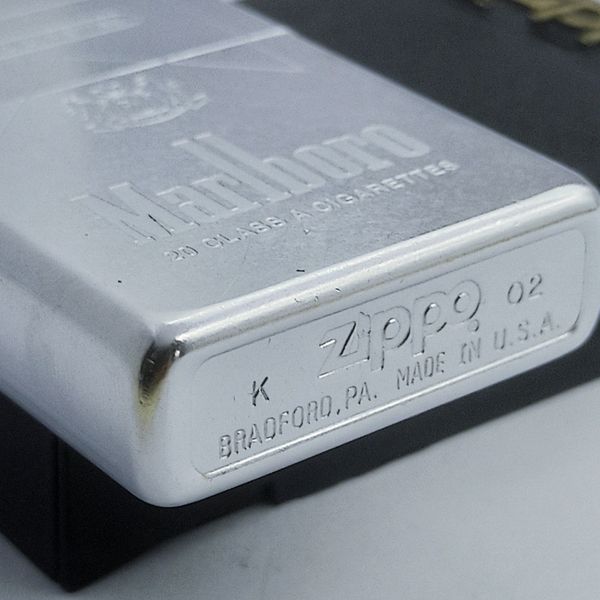 Marlboro
20 CLASS A CIGARETTES
K zippo 02
BRADFORD, PA. MADE IN U.S.A.